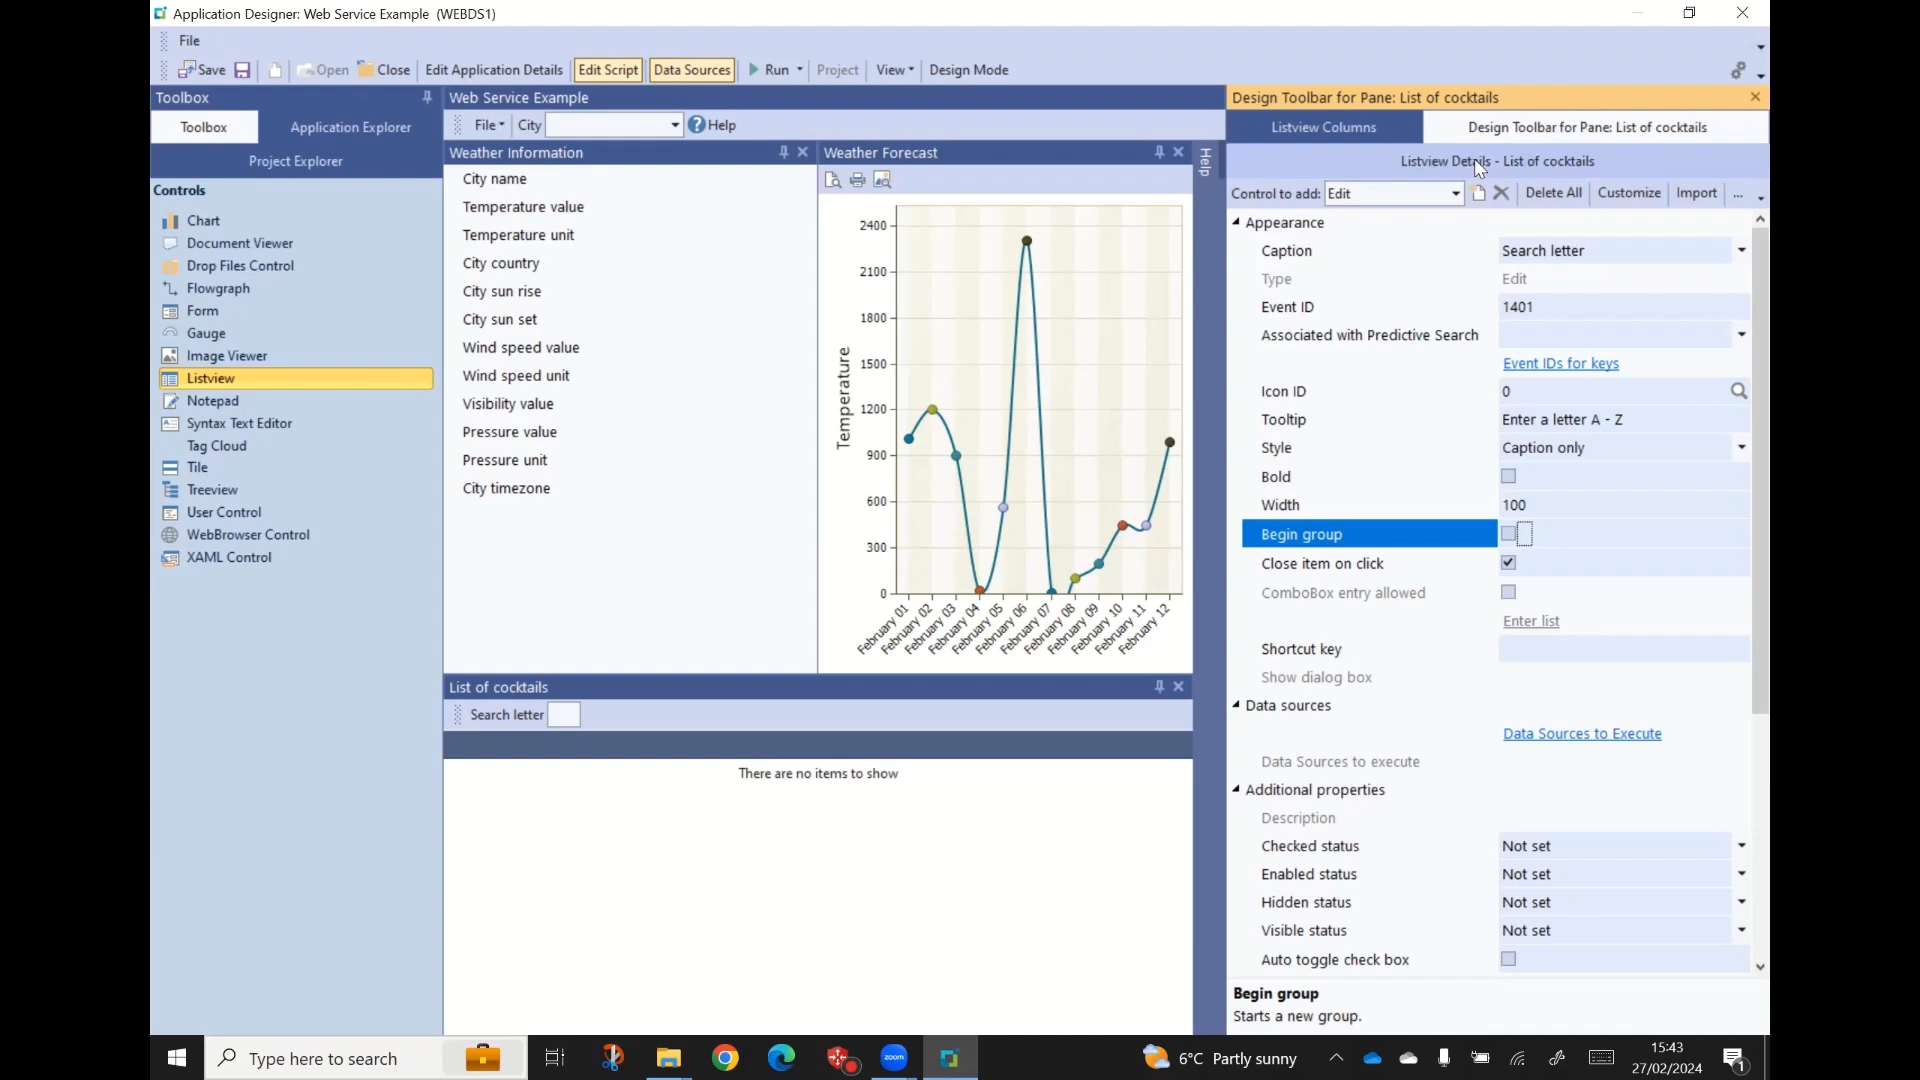 Application Designer: Web Service Example (WEBDS1)
File
Save Open Close Edit Application Details Edit Script Data Sources Run Project View Design Mode
Toolbox
Toolbox Application Explorer
Project Explorer
Controls
Chart
Document Viewer
Drop Files Control
Flowgraph
Form
Gauge
Image Viewer
Listview
Notepad
Syntax Text Editor
Tag Cloud
Tile
Treeview
User Control
WebBrowser Control
XAML Control
Web Service Example
File City Help
Weather Information
City name
Temperature value
Temperature unit
City country
City sun rise
City sun set
Wind speed value
Wind speed unit
Visibility value
Pressure value
Pressure unit
City timezone
Weather Forecast
Temperature
2400
2100
1800
1500
1200
900
600
300
0
February 01
February 02
February 03
February 04
February 05
February 06
February 07
February 08
February 09
February 10
February 11
February 12
Help
List of cocktails
Search letter
There are no items to show
Design Toolbar for Pane: List of cocktails
Listview Columns Design Toolbar for Pane: List of cocktails
Listview Details - List of cocktails
Control to add: Edit Delete All Customize Import ...
Appearance
Caption Search letter
Type Edit
Event ID 1401
Associated with Predictive Search
Event IDs for keys
Icon ID 0
Tooltip Enter a letter A - Z
Style Caption only
Bold
Width 100
Begin group
Close item on click
ComboBox entry allowed
Enter list
Shortcut key
Show dialog box
Data sources
Data Sources to Execute
Data Sources to execute
Additional properties
Description
Checked status Not set
Enabled status Not set
Hidden status Not set
Visible status Not set
Auto toggle check box
Begin group
Starts a new group.
Type here to search
zoom
6°C Partly sunny
15:43
27/02/2024
1